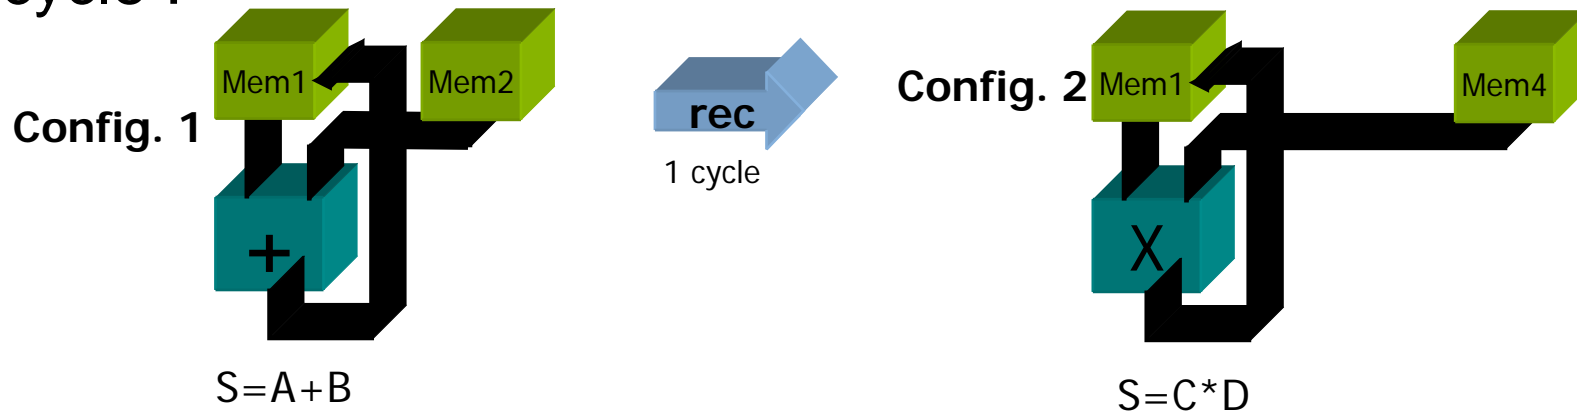 Config. 1
Mem1
Mem2
+
S=A+B
rec
1 cycle
Config. 2
Mem1
Mem4
X
S=C*D